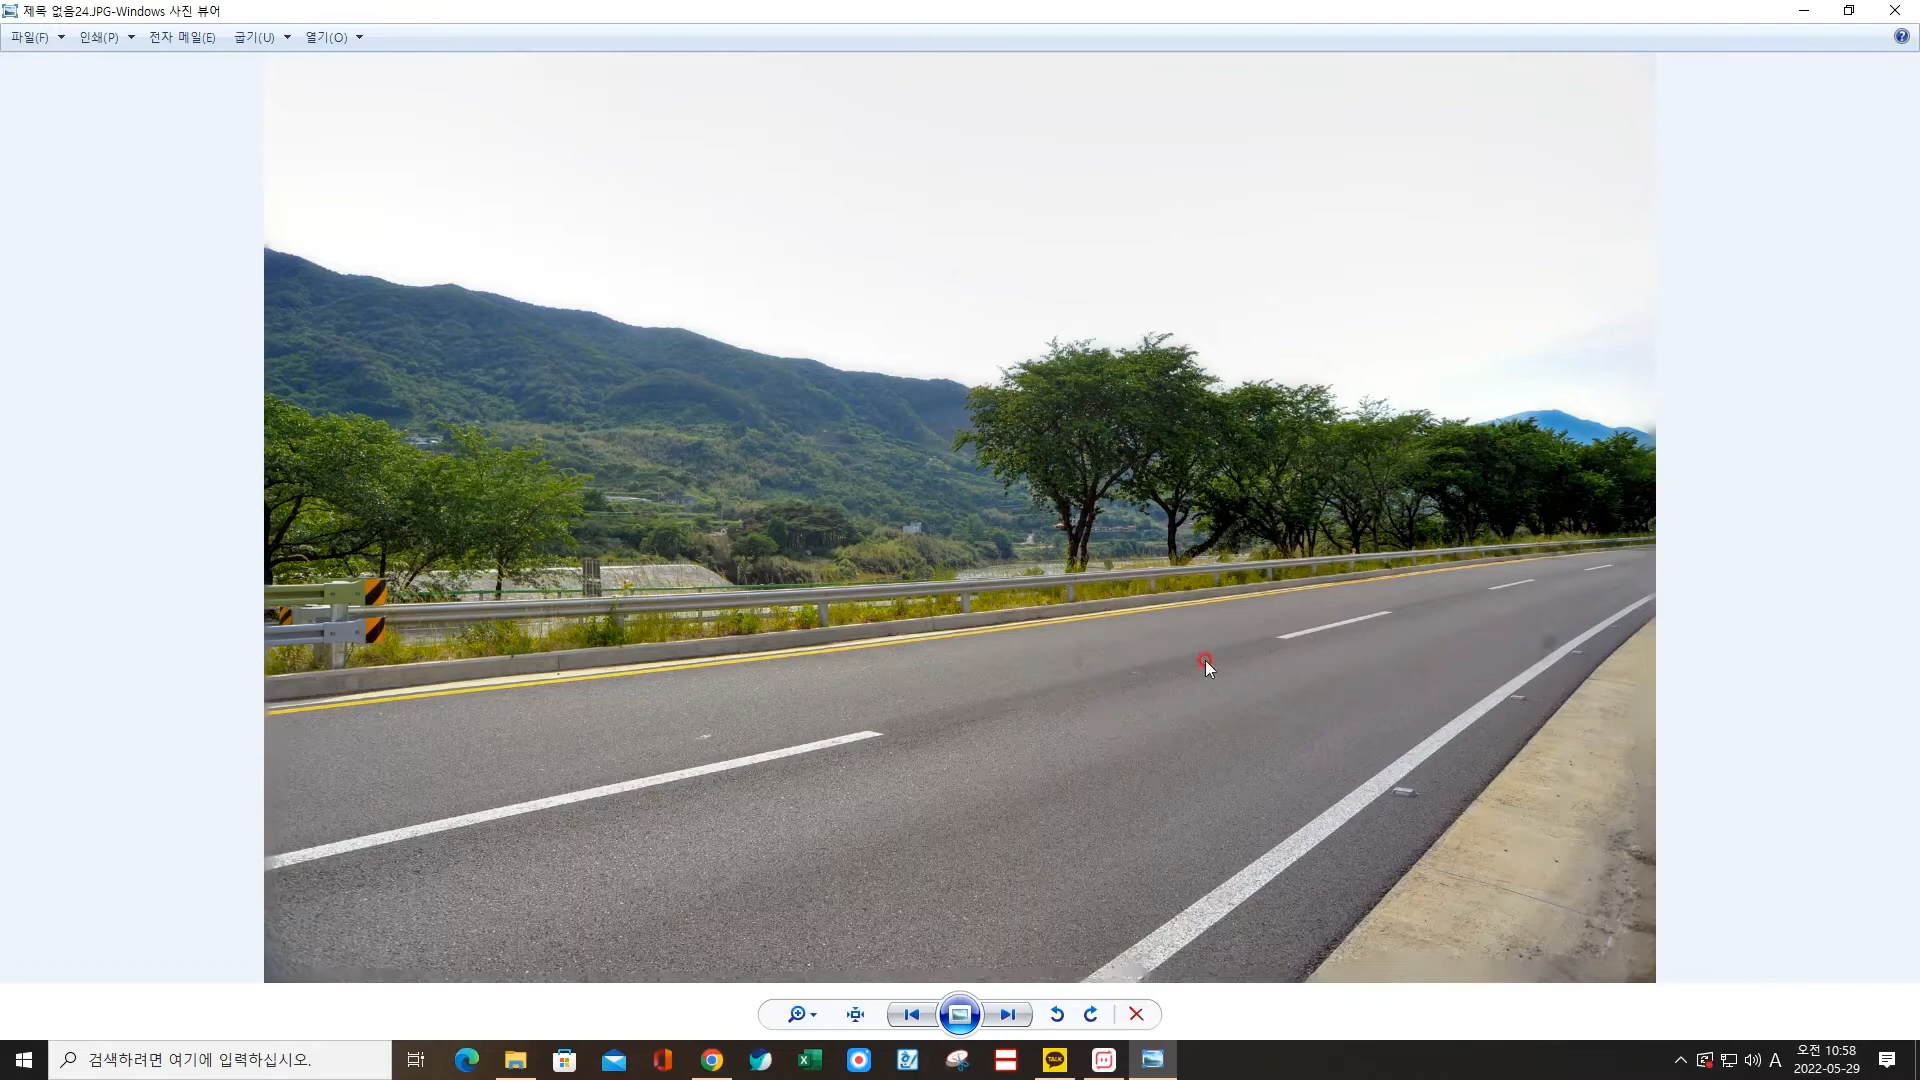 제목 없음24.JPG-Windows 사진 뷰어
파일(F) 인쇄(P) 전자 메일(E) 굽기(U) 열기(O)
검색하려면 여기에 입력하십시오.
TALK
A
오전 10:58
2022-05-29